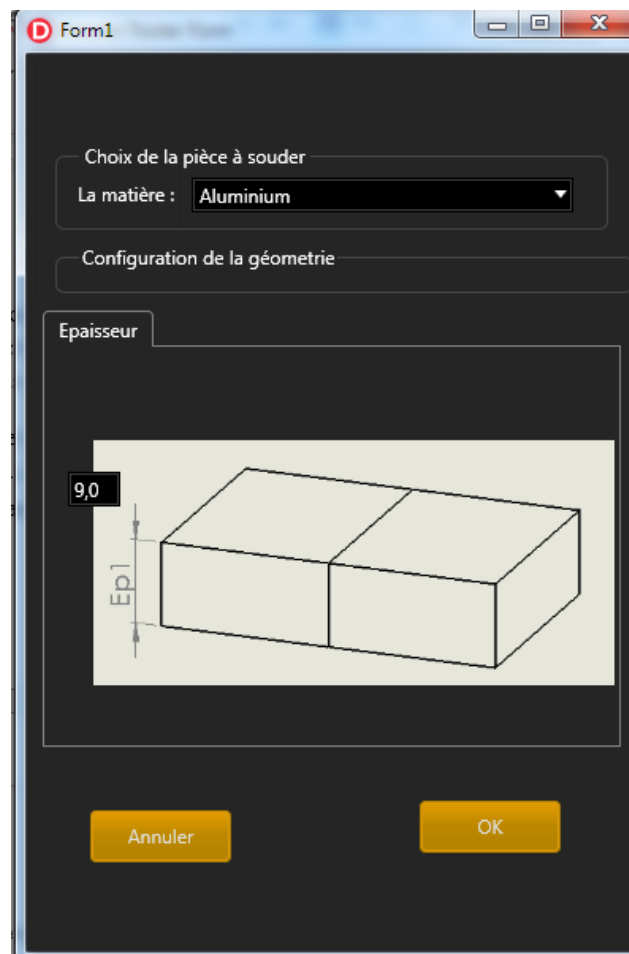 D Form1
Choix de la pièce à souder
La matière : Aluminium
Configuration de la géometrie
Epaisseur
9,0
Ep1
Annuler
OK